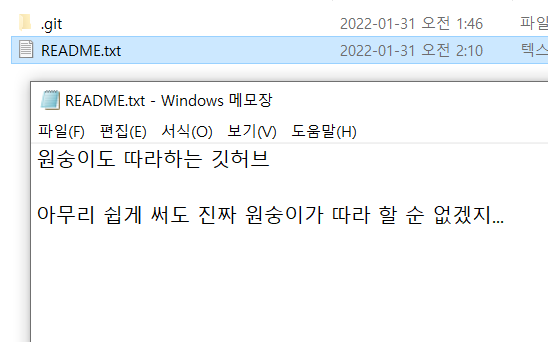 .git 2022-01-31 오전 1:46 파일
README.txt 2022-01-31 오전 2:10 텍스
README.txt - Windows 메모장
파일(F) 편집(E) 서식(O) 보기(V) 도움말(H)
원숭이도 따라하는 깃허브
아무리 쉽게 써도 진짜 원숭이가 따라 할 순 없겠지...